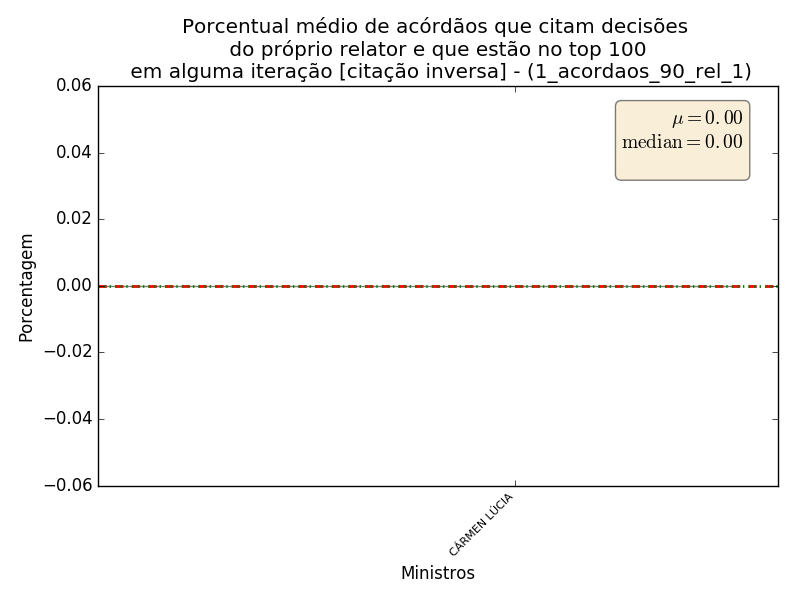 Porcentual médio de acórdãos que citam decisões
do próprio relator e que estão no top 100
em alguma iteração [citação inversa] - (1_acordaos_90_rel_1)
0.06
μ = 0.00
median = 0.00
0.04
0.02
0.00
−0.02
−0.04
−0.06
Porcentagem
CÁRMEN LÚCIA
Ministros